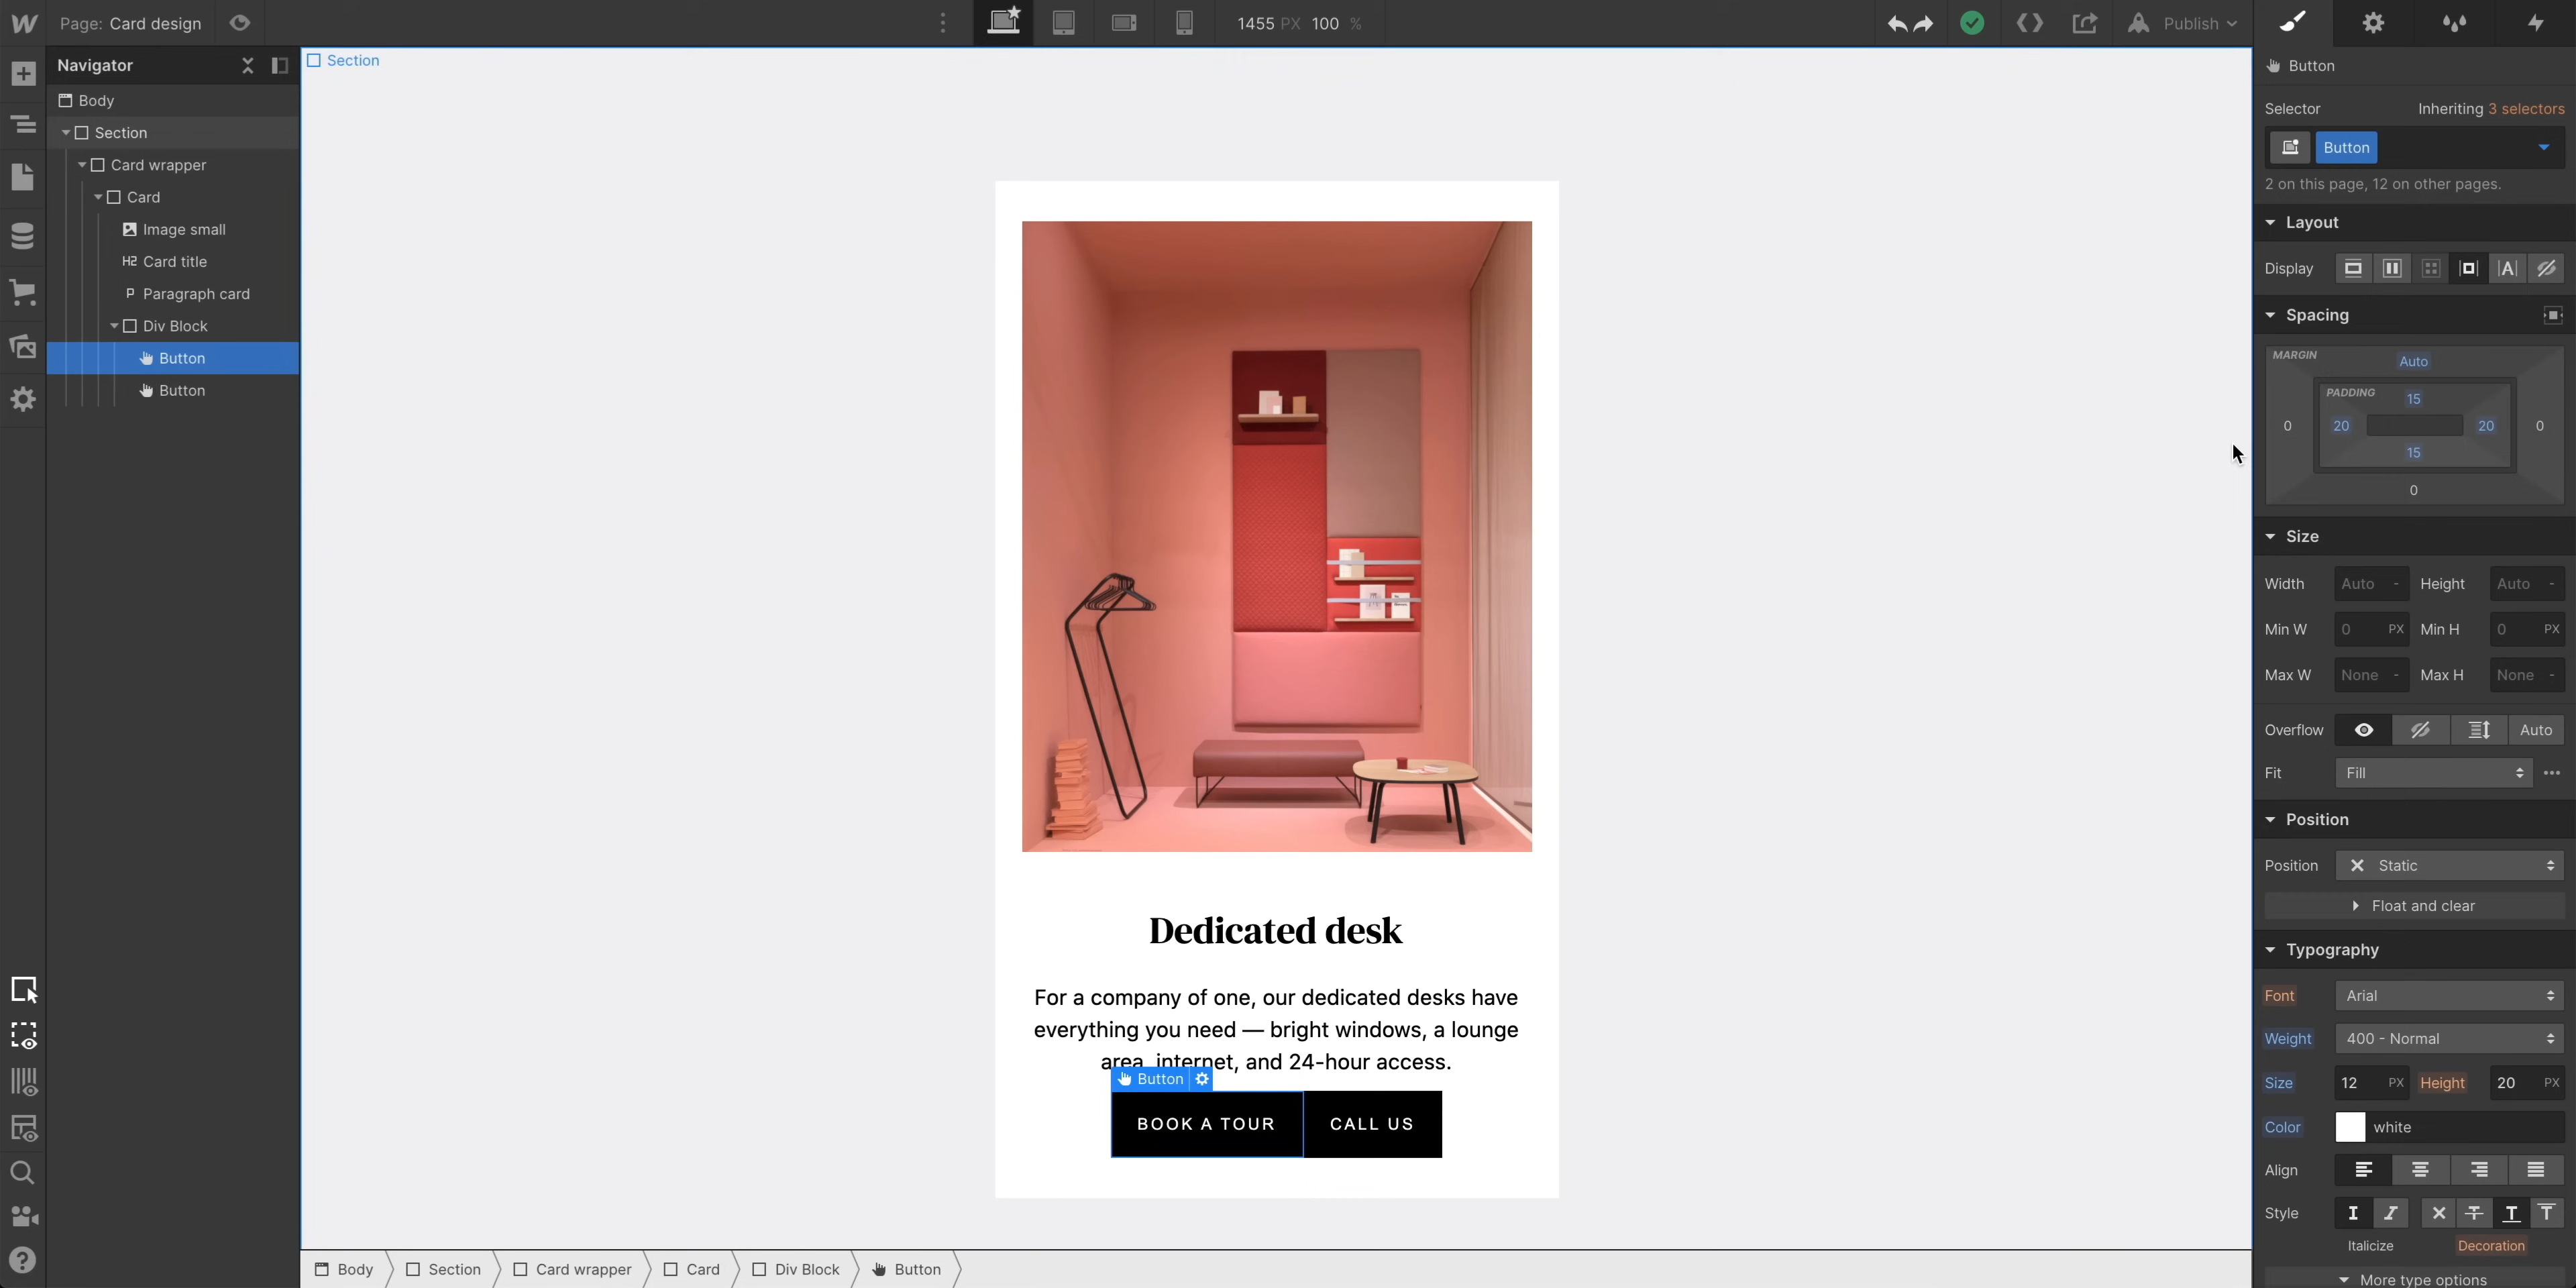 Page: Card design
1455 PX 100 %
Publish
Navigator
Body
Section
Card wrapper
Card
Image small
H2 Card title
P Paragraph card
Div Block
Button
Button
Section
Dedicated desk
For a company of one, our dedicated desks have
everything you need — bright windows, a lounge
area, internet, and 24-hour access.
Button
BOOK A TOUR
CALL US
Body
Section
Card wrapper
Card
Div Block
Button
Button
Selector
Inheriting 3 selectors
Button
2 on this page, 12 on other pages.
Layout
Display
Spacing
MARGIN
Auto
PADDING
15
0
20
20
0
15
0
Size
Width Auto - Height Auto -
Min W 0 PX Min H 0 PX
Max W None - Max H None -
Overflow Auto
Fit Fill
Position
Position Static
Float and clear
Typography
Font Arial
Weight 400 - Normal
Size 12 PX Height 20 PX
Color white
Align
Style
Italicize Decoration
More type options